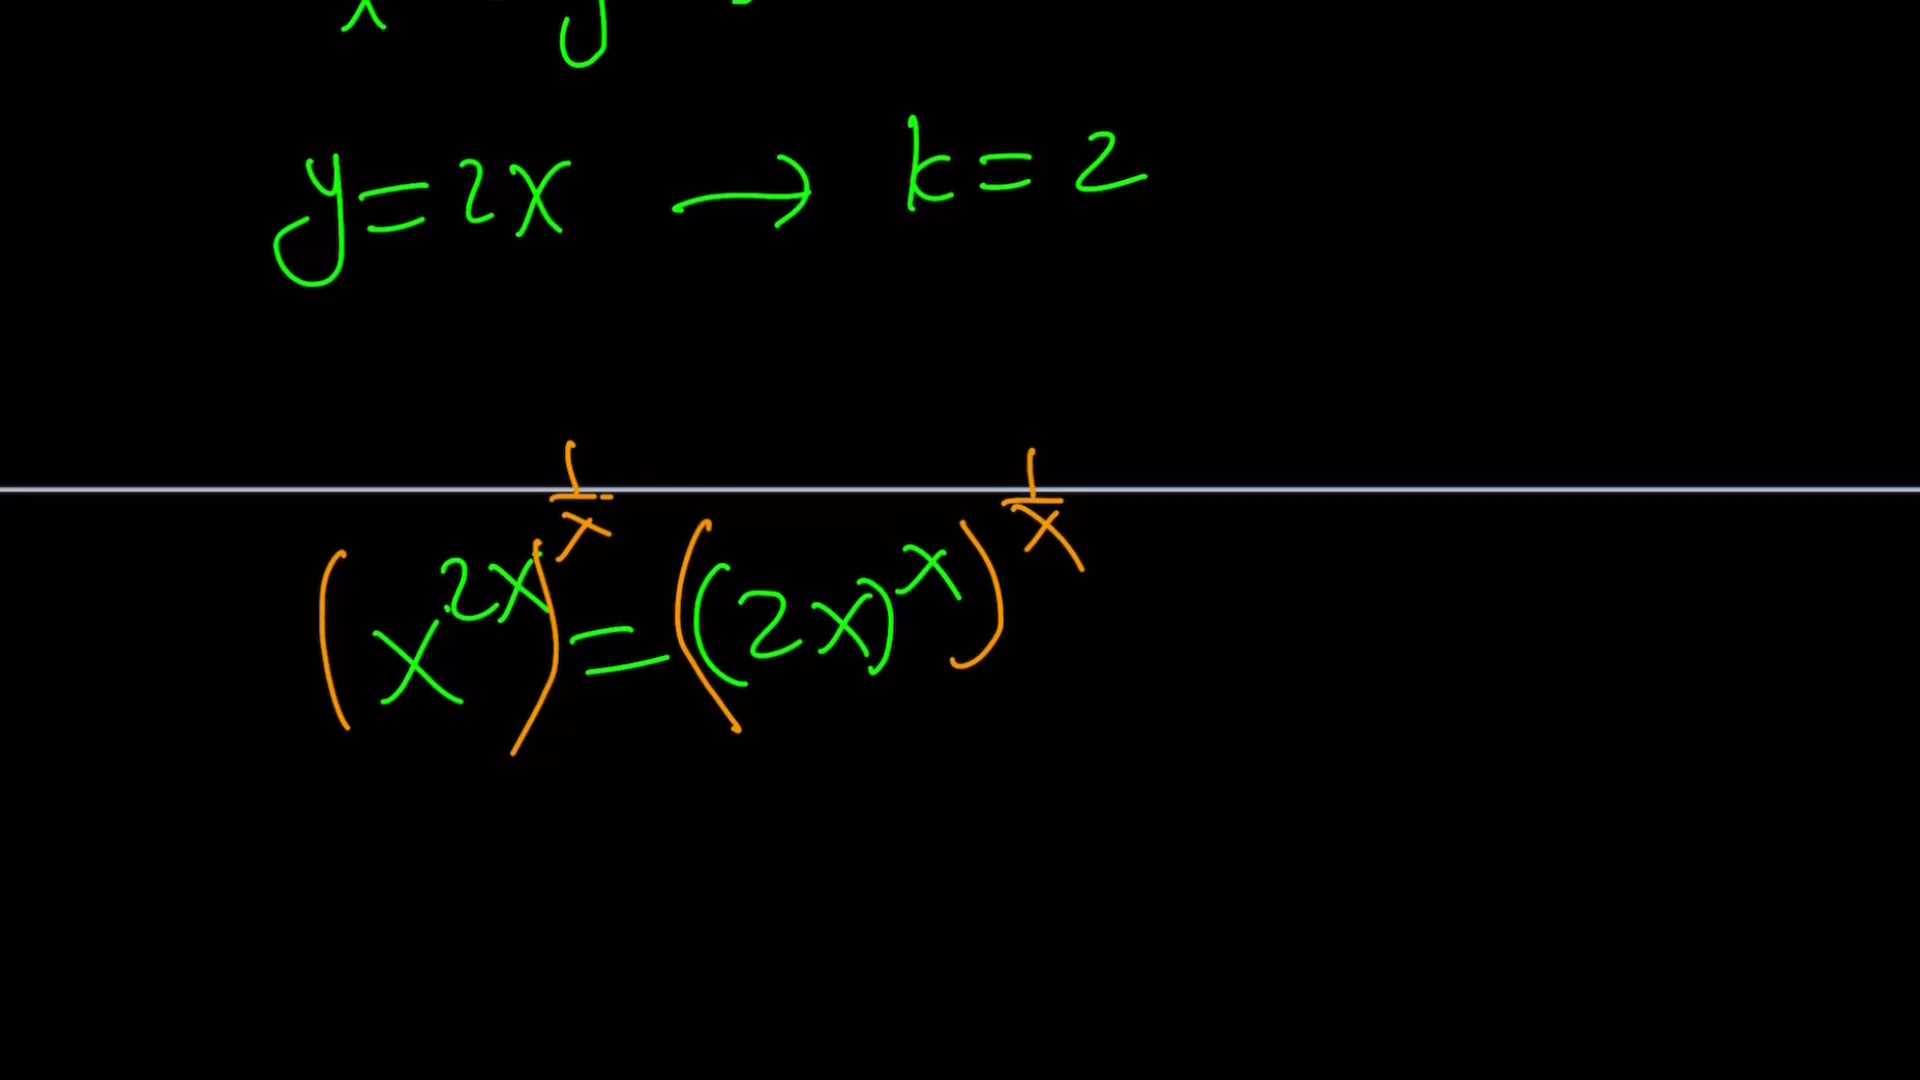 y=2x → k=2
(x^{2x})^{1/x} = ((2x)^x)^{1/x}